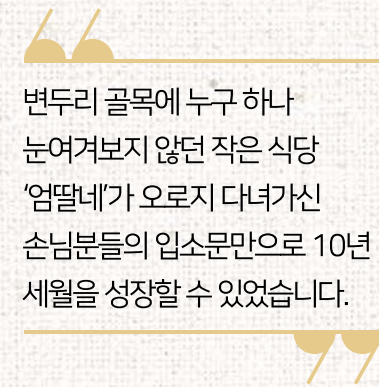 변두리 골목에 누구 하나
눈여겨보지 않던 작은 식당
‘엄딸네’가 오로지 다녀가신
손님분들의 입소문만으로 10년
세월을 성장할 수 있었습니다.